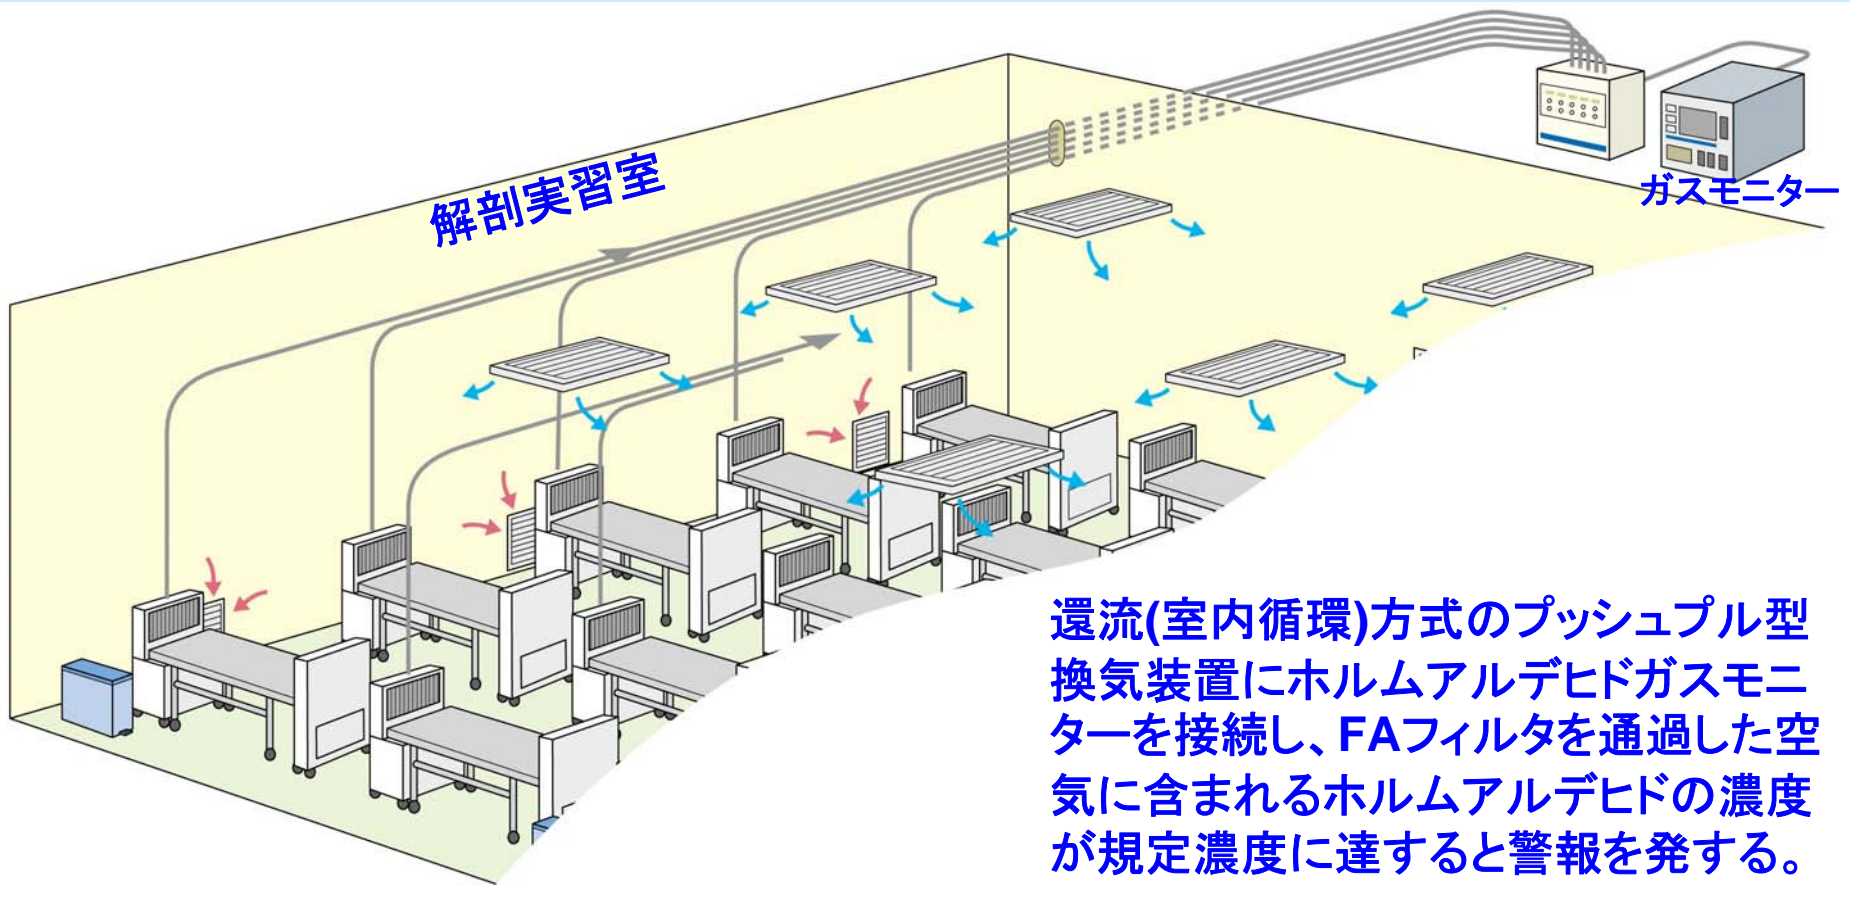 解剖実習室
ガスモニター
還流(室内循環)方式のプッシュプル型
換気装置にホルムアルデヒドガスモニ
ターを接続し、FAフィルタを通過した空
気に含まれるホルムアルデヒドの濃度
が規定濃度に達すると警報を発する。